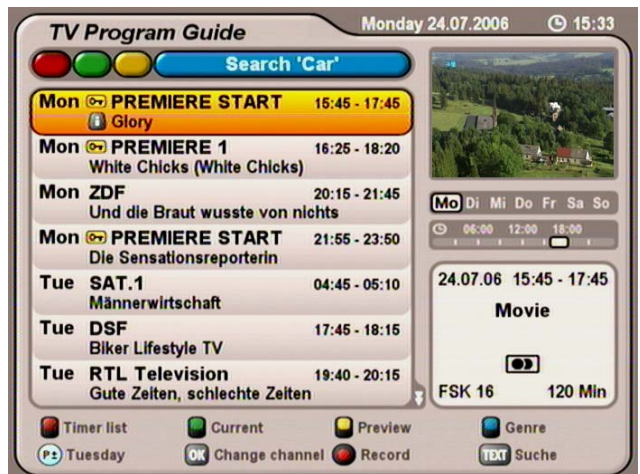 TV Program Guide
Monday 24.07.2006 15:33
Search 'Car'
Mon PREMIERE START 15:45 - 17:45
Glory
Mon PREMIERE 1 16:25 - 18:20
White Chicks (White Chicks)
Mon ZDF 20:15 - 21:45
Und die Braut wusste von nichts
Mon PREMIERE START 21:55 - 23:50
Die Sensationsreporterin
Tue SAT.1 04:45 - 05:10
Männerwirtschaft
Tue DSF 17:45 - 18:15
Biker Lifestyle TV
Tue RTL Television 19:40 - 20:15
Gute Zeiten, schlechte Zeiten
Mo Di Mi Do Fr Sa So
06:00 12:00 18:00
24.07.06 15:45 - 17:45
Movie
FSK 16 120 Min
Timer list Current Preview Genre
P± Tuesday OK Change channel Record TEXT Suche